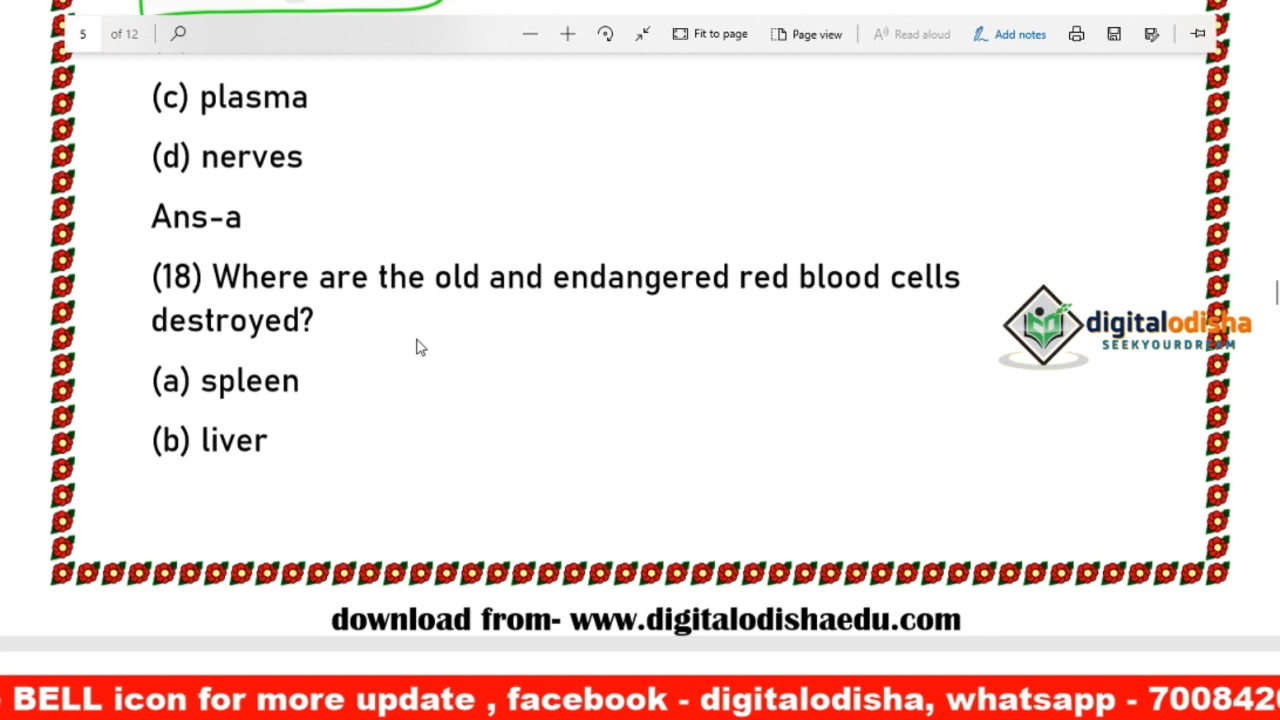 5 of 12 Fit to page Page view Read aloud Add notes
(c) plasma
(d) nerves
Ans-a
(18) Where are the old and endangered red blood cells
destroyed?
digitalodisha
SEEKYOURDREAM
(a) spleen
(b) liver
download from- www.digitalodishaedu.com
BELL icon for more update , facebook - digitalodisha, whatsapp - 700842